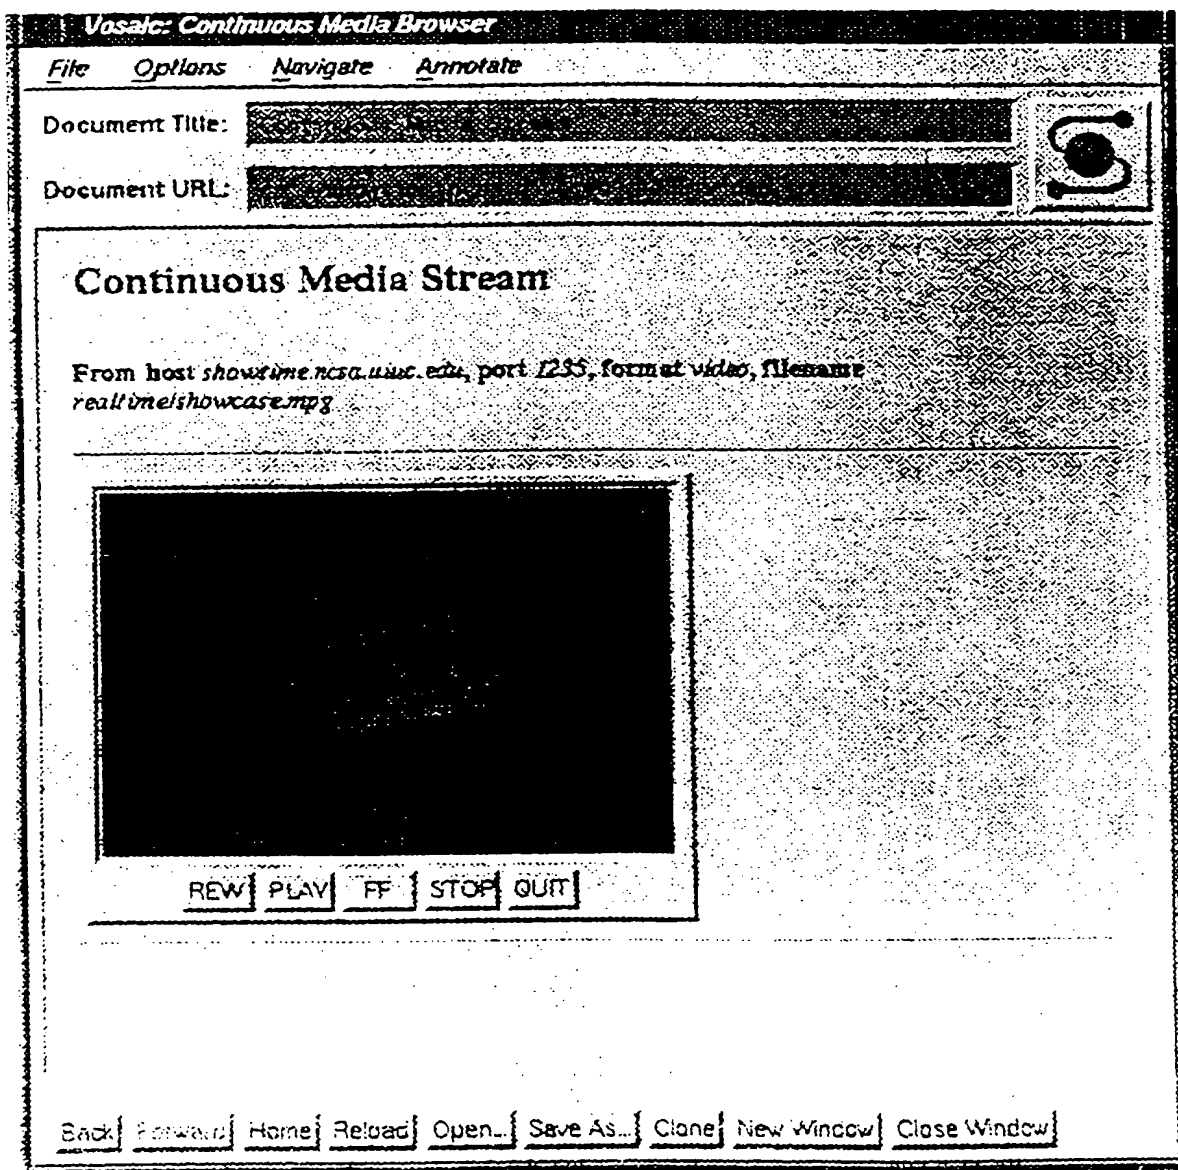 Vosaic: Continuous Media Browser
File Options Navigate Annotate
Document Title:
Document URL:
Continuous Media Stream
From host showtime.ncsa.uiuc.edu, port 1235, format video, filename
realtime/showcase.mpg
REW PLAY FF STOP QUIT
Back Forward Home Reload Open... Save As... Clone New Window Close Window